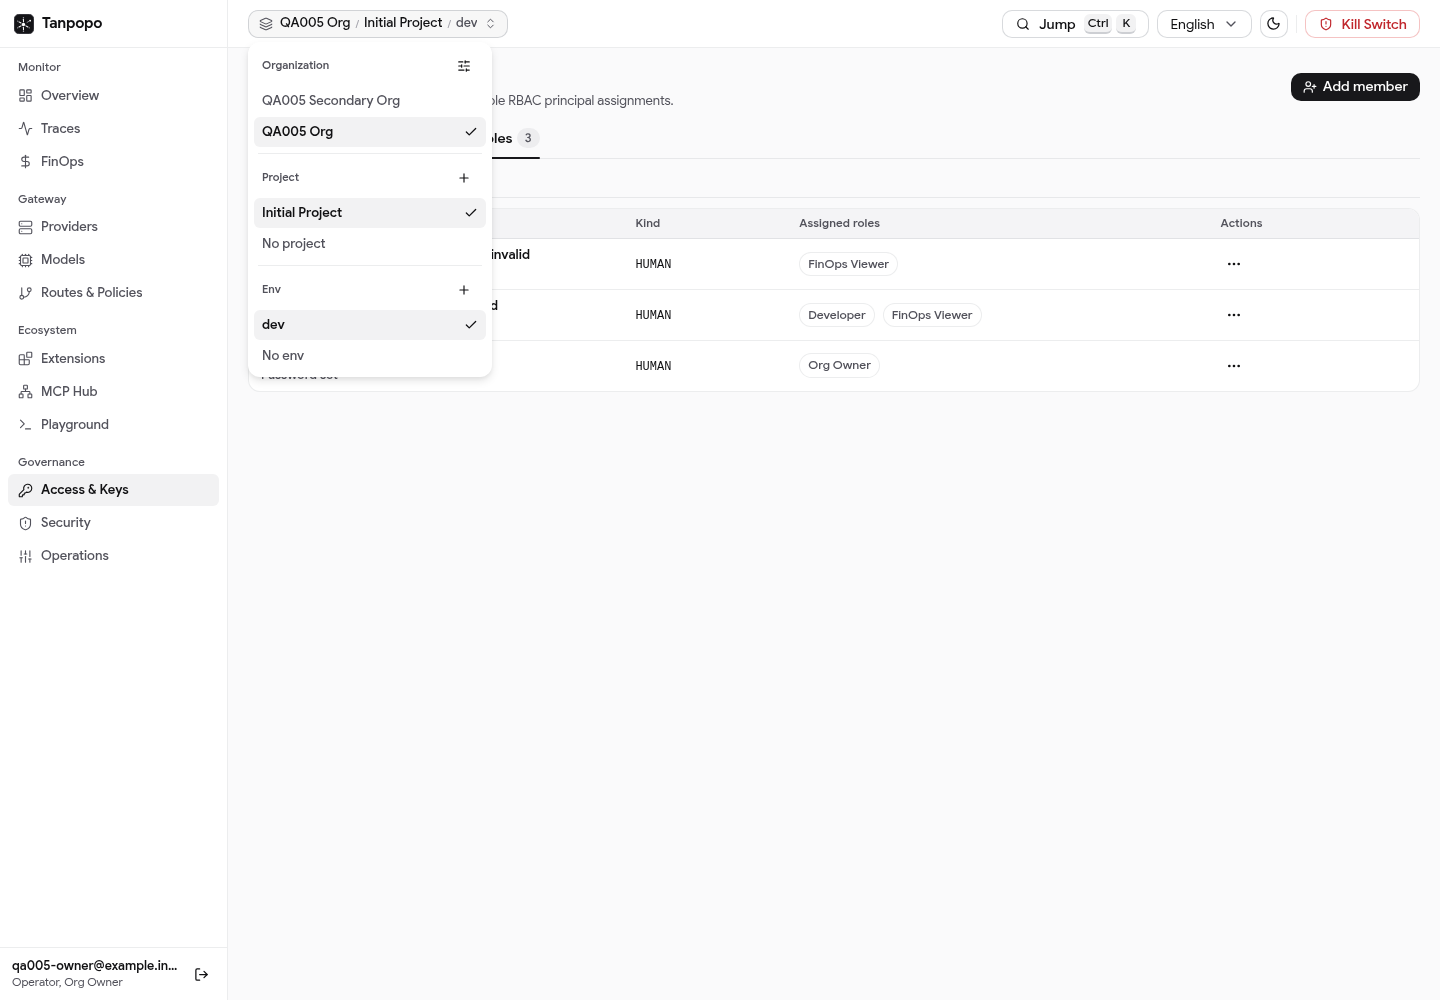 Tanpopo
QA005 Org / Initial Project / dev
Jump Ctrl K
English
Kill Switch
Monitor
Overview
Traces
FinOps
Gateway
Providers
Models
Routes & Policies
Ecosystem
Extensions
MCP Hub
Playground
Governance
Access & Keys
Security
Operations
qa005-owner@example.in...
Operator, Org Owner
Organization
QA005 Secondary Org
QA005 Org
Project
Initial Project
No project
Env
dev
No env
RBAC principal assignments.
Add member
3
Kind Assigned roles Actions
invalid
HUMAN FinOps Viewer
HUMAN Developer FinOps Viewer
HUMAN Org Owner